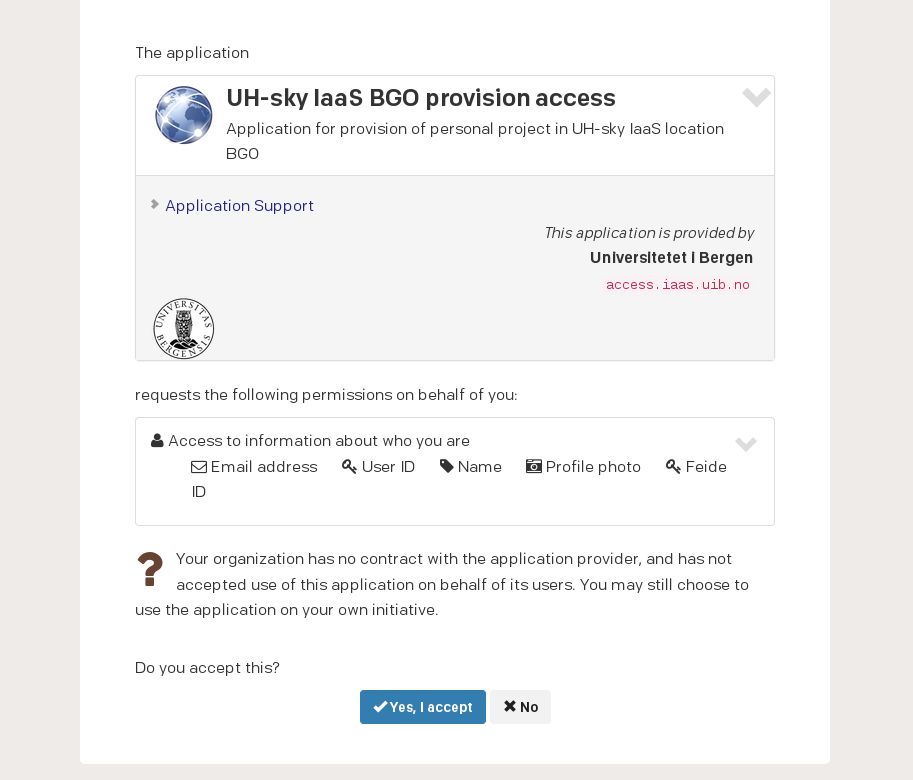 The application
UH-sky IaaS BGO provision access
Application for provision of personal project in UH-sky IaaS location
BGO
Application Support
This application is provided by
Universitetet i Bergen
access.iaas.uib.no
UNIVERSITAS
BERGENSIS
requests the following permissions on behalf of you:
Access to information about who you are
Email address User ID Name Profile photo Feide
ID
Your organization has no contract with the application provider, and has not
accepted use of this application on behalf of its users. You may still choose to
use the application on your own initiative.
Do you accept this?
Yes, I accept No